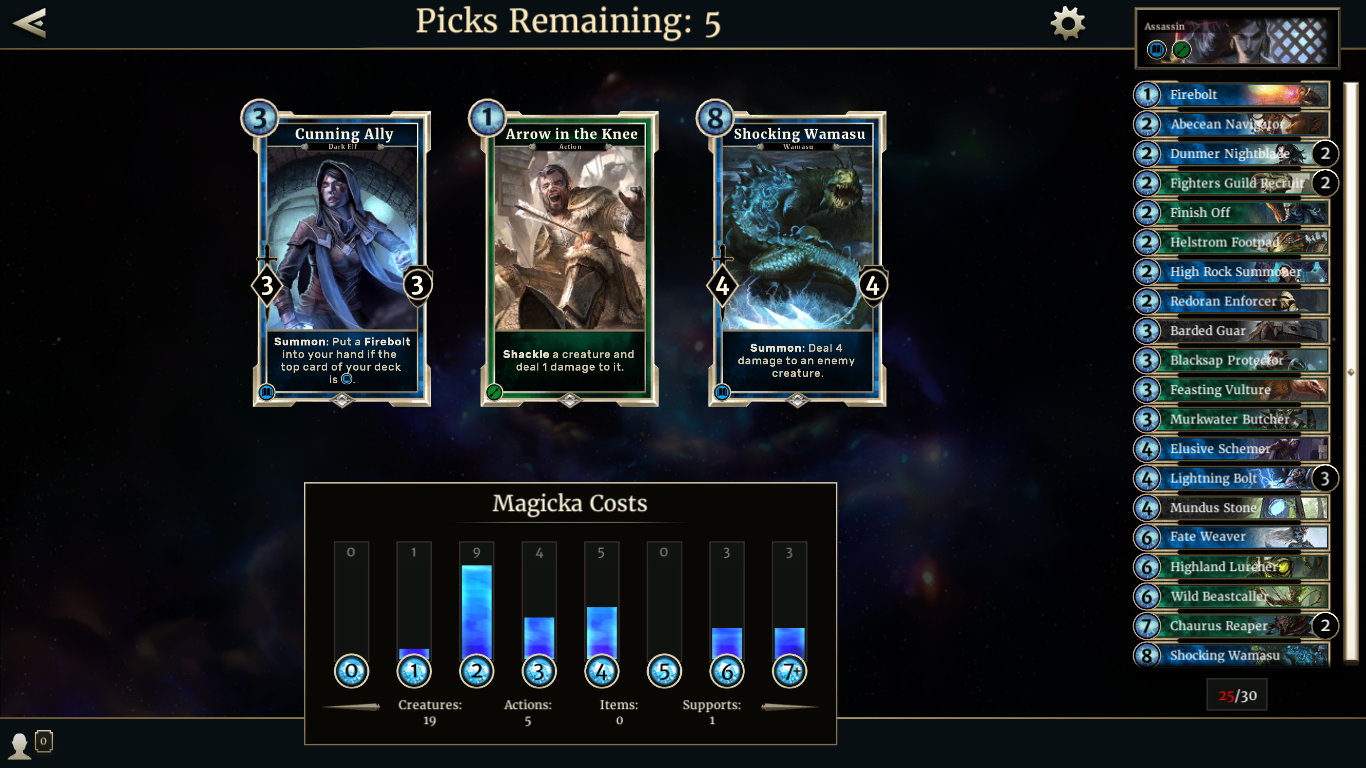 Picks Remaining: 5
Assassin
3
Cunning Ally
Dark Elf
3
3
Summon: Put a Firebolt
into your hand if the
top card of your deck
is
1
Arrow in the Knee
Action
Shackle a creature and
deal 1 damage to it.
8
Shocking Wamasu
Wamasu
4
4
Summon: Deal 4
damage to an enemy
creature.
1 Firebolt
2 Abecean Navigator
2 Dunmer Nightblade 2
2 Fighters Guild Recruit 2
2 Finish Off
2 Helstrom Footpad
2 High Rock Summoner
2 Redoran Enforcer
3 Barded Guar
3 Blacksap Protector
3 Feasting Vulture
3 Murkwater Butcher
4 Elusive Schemer
4 Lightning Bolt 3
4 Mundus Stone
6 Fate Weaver
6 Highland Lurcher
6 Wild Beastcaller
7 Chaurus Reaper 2
8 Shocking Wamasu
25/30
Magicka Costs
0 1 9 4 5 0 3 3
0 1 2 3 4 5 6 7+
Creatures: Actions: Items: Supports:
19 5 0 1
0